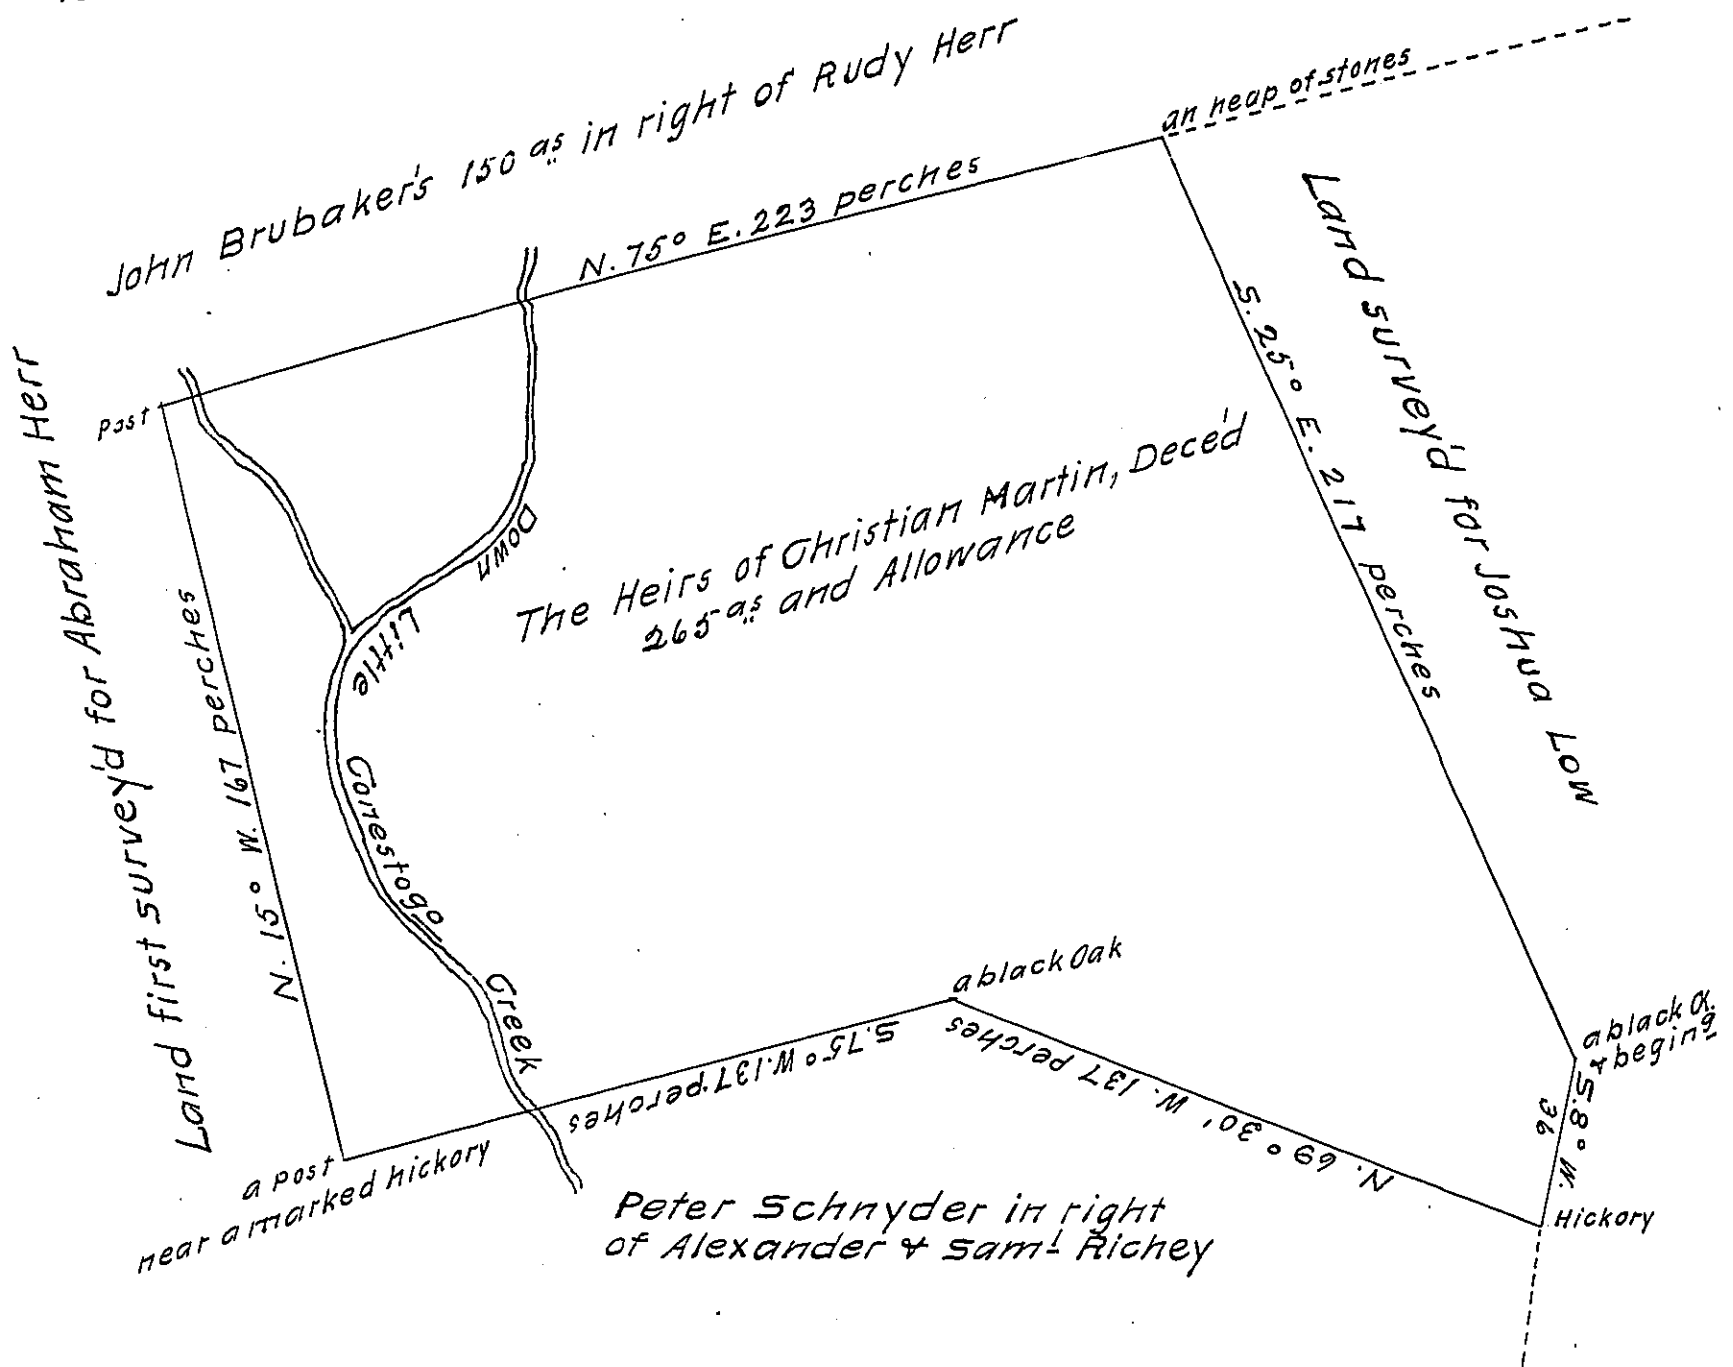 John Brubaker's 150 as in right of Rudy Herr
an heap of stones
N. 75° E. 223 perches
Land survey'd for Joshua Low
S. 25° E. 217 perches
post
Land first survey'd for Abraham Herr
N. 15° W. 167 perches
Down
Little
Conestogo
Creek
The Heirs of Christian Martin, Dece'd
265 as and Allowance
a black Oak
a black O.
& begining
S. 8° W.
36
Hickory
N. 69° 30' W. 137 perches
S. 75° W. 137 perches
a post
near a marked hickory
Peter Schnyder in right
of Alexander & Saml Richey